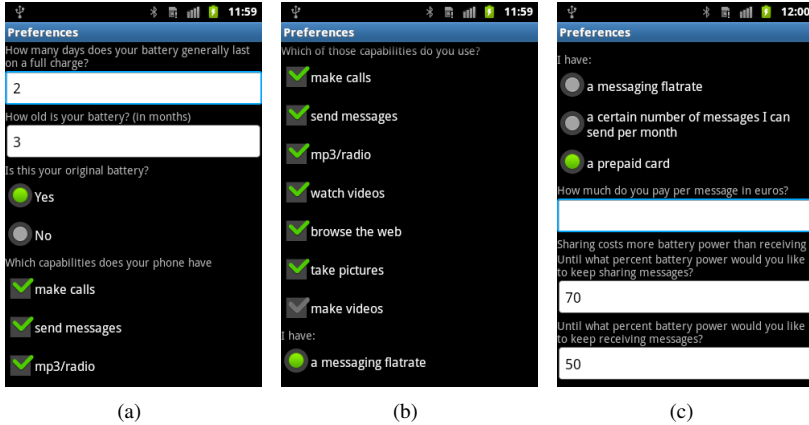 11:59
Preferences
How many days does your battery generally last
on a full charge?
2
How old is your battery? (in months)
3
Is this your original battery?
Yes
No
Which capabilities does your phone have
make calls
send messages
mp3/radio
(a)
11:59
Preferences
Which of those capabilities do you use?
make calls
send messages
mp3/radio
watch videos
browse the web
take pictures
make videos
I have:
a messaging flatrate
(b)
12:00
Preferences
I have:
a messaging flatrate
a certain number of messages I can
send per month
a prepaid card
How much do you pay per message in euros?
Sharing costs more battery power than receiving
Until what percent battery power would you like
to keep sharing messages?
70
Until what percent battery power would you like
to keep receiving messages?
50
(c)